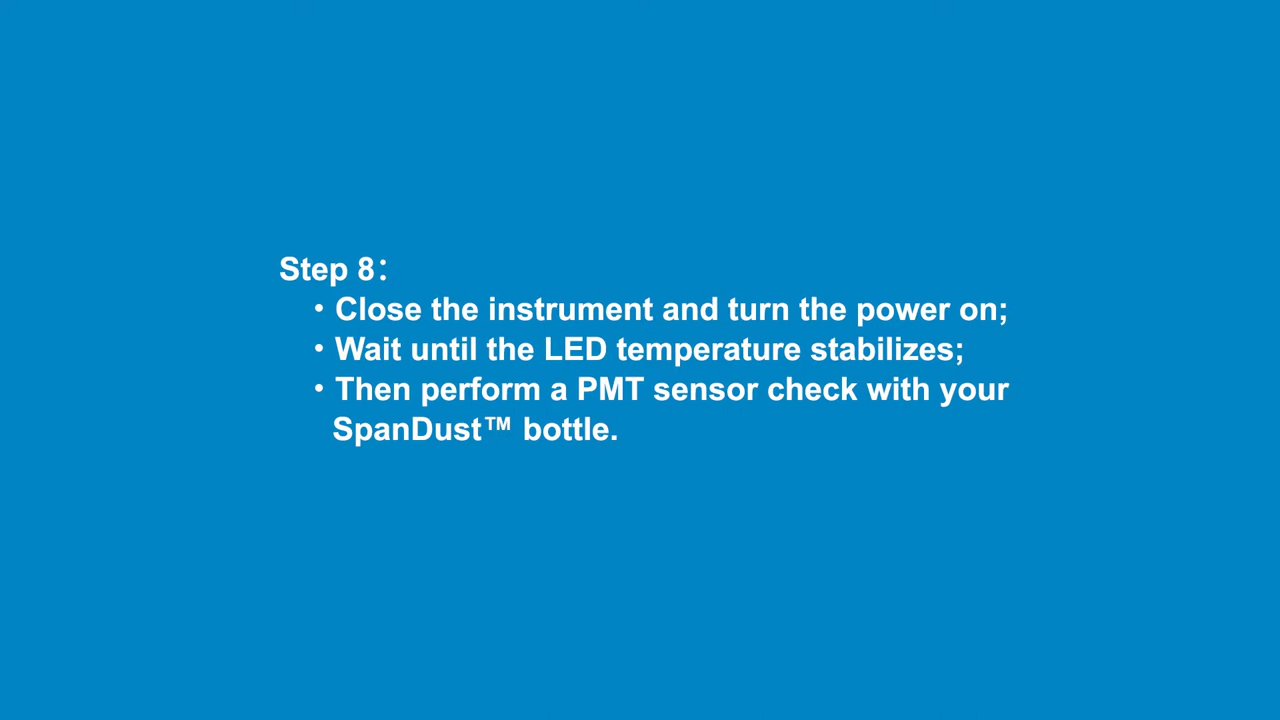 Step 8：
• Close the instrument and turn the power on;
• Wait until the LED temperature stabilizes;
• Then perform a PMT sensor check with your
SpanDust™ bottle.